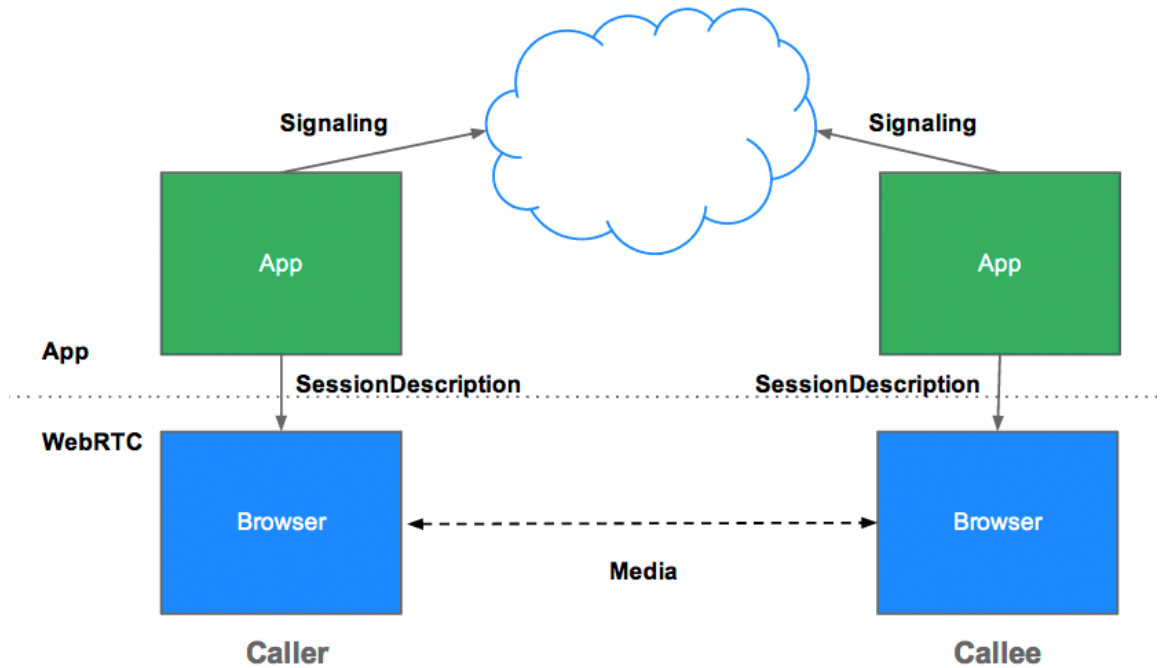 Signaling
Signaling
App
App
App
SessionDescription
SessionDescription
WebRTC
Browser
Browser
Media
Caller
Callee